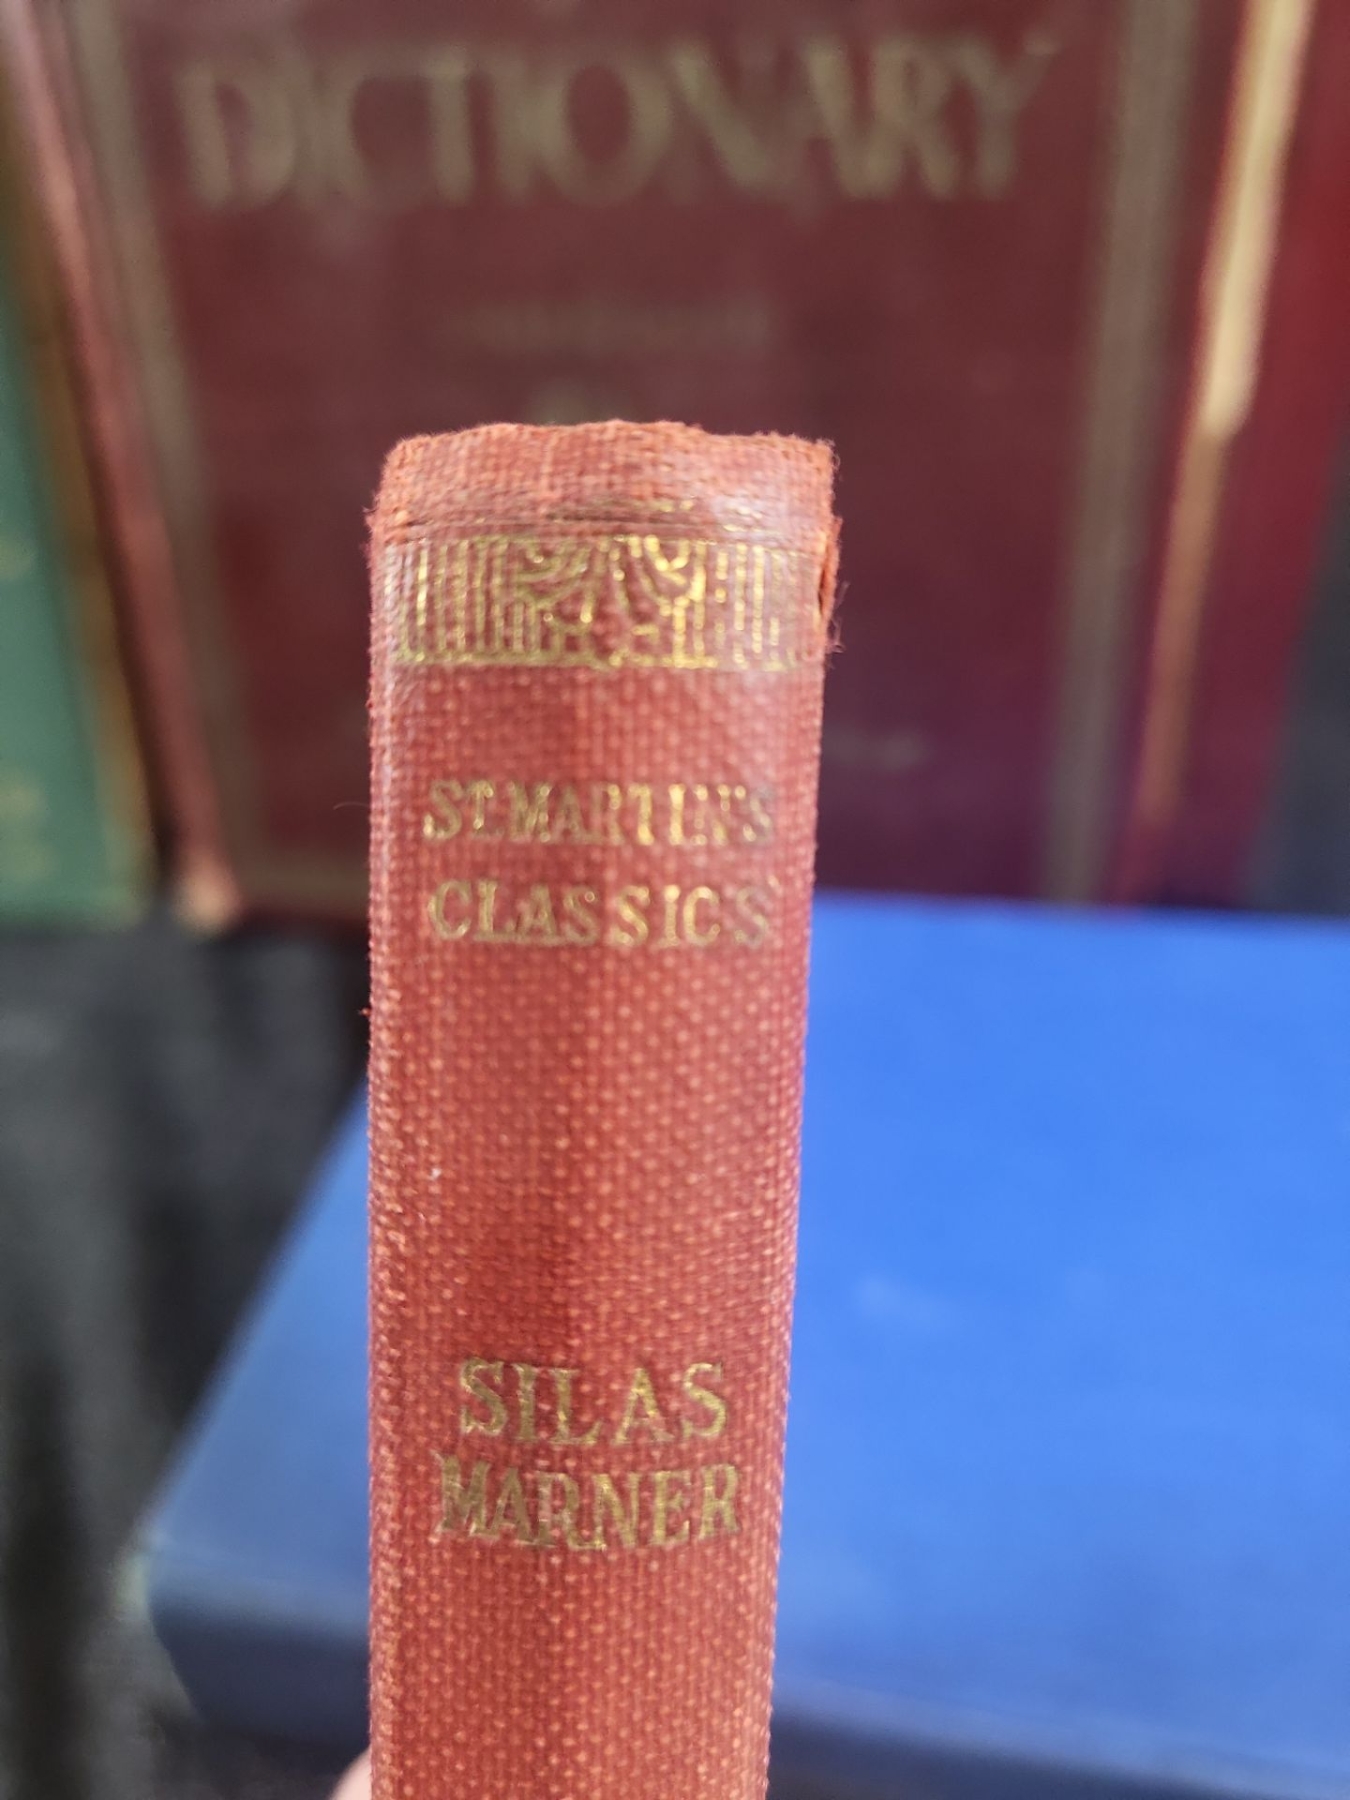 DICTIONARY
ST. MARTIN'S
CLASSICS
SILAS
MARNER